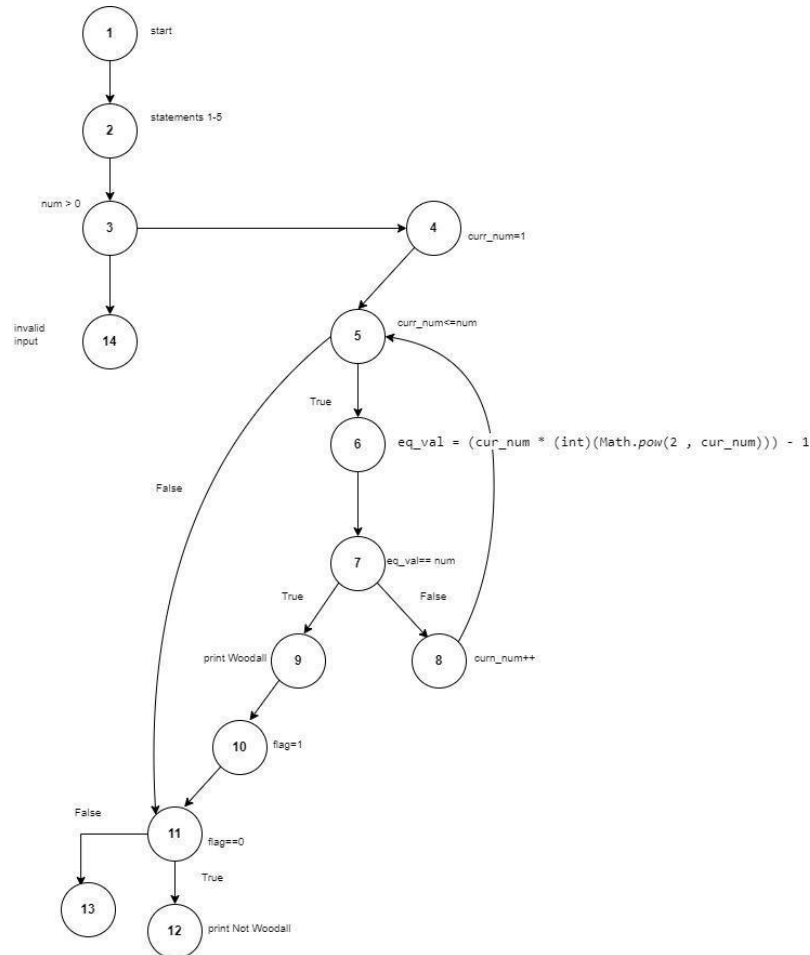 1
start
2
statements 1-5
num > 0
3
4
curr_num=1
invalid
input
14
5
curr_num<=num
True
6
eq_val = (cur_num * (int)(Math.pow(2 , cur_num))) - 1
False
7
eq_val== num
True
False
print Woodall
9
8
curn_num++
10
flag=1
False
11
flag==0
True
13
12
print Not Woodall